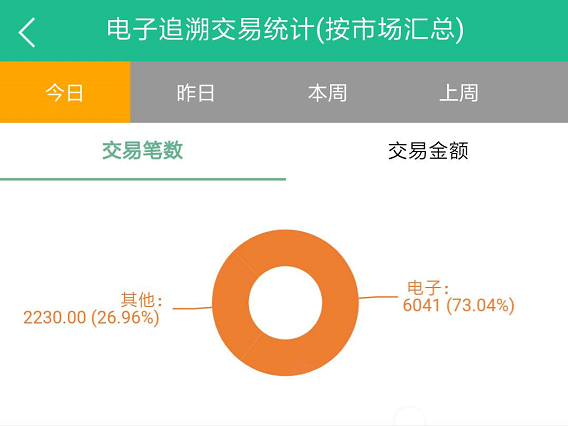 电子追溯交易统计(按市场汇总)
今日 昨日 本周 上周
交易笔数 交易金额
其他：
2230.00 (26.96%)
电子：
6041 (73.04%)